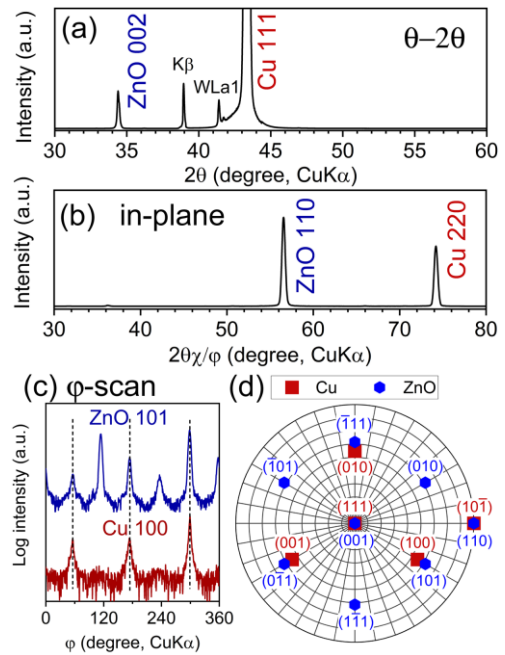 (a)
θ−2θ
Intensity (a.u.)
ZnO 002
Kβ
WLa1
Cu 111
30 35 40 45 50 55 60
2θ (degree, CuKα)
(b) in-plane
Intensity (a.u.)
ZnO 110
Cu 220
30 40 50 60 70 80
2θχ/φ (degree, CuKα)
(c) φ-scan
Log intensity (a.u.)
ZnO 101
Cu 100
0 120 240 360
φ (degree, CuKα)
(d)
Cu ZnO
(1̅11)
(010)
(1̅01)
(010)
(111)
(001)
(101̅)
(110)
(001)
(01̅1)
(100)
(101)
(11̅1)